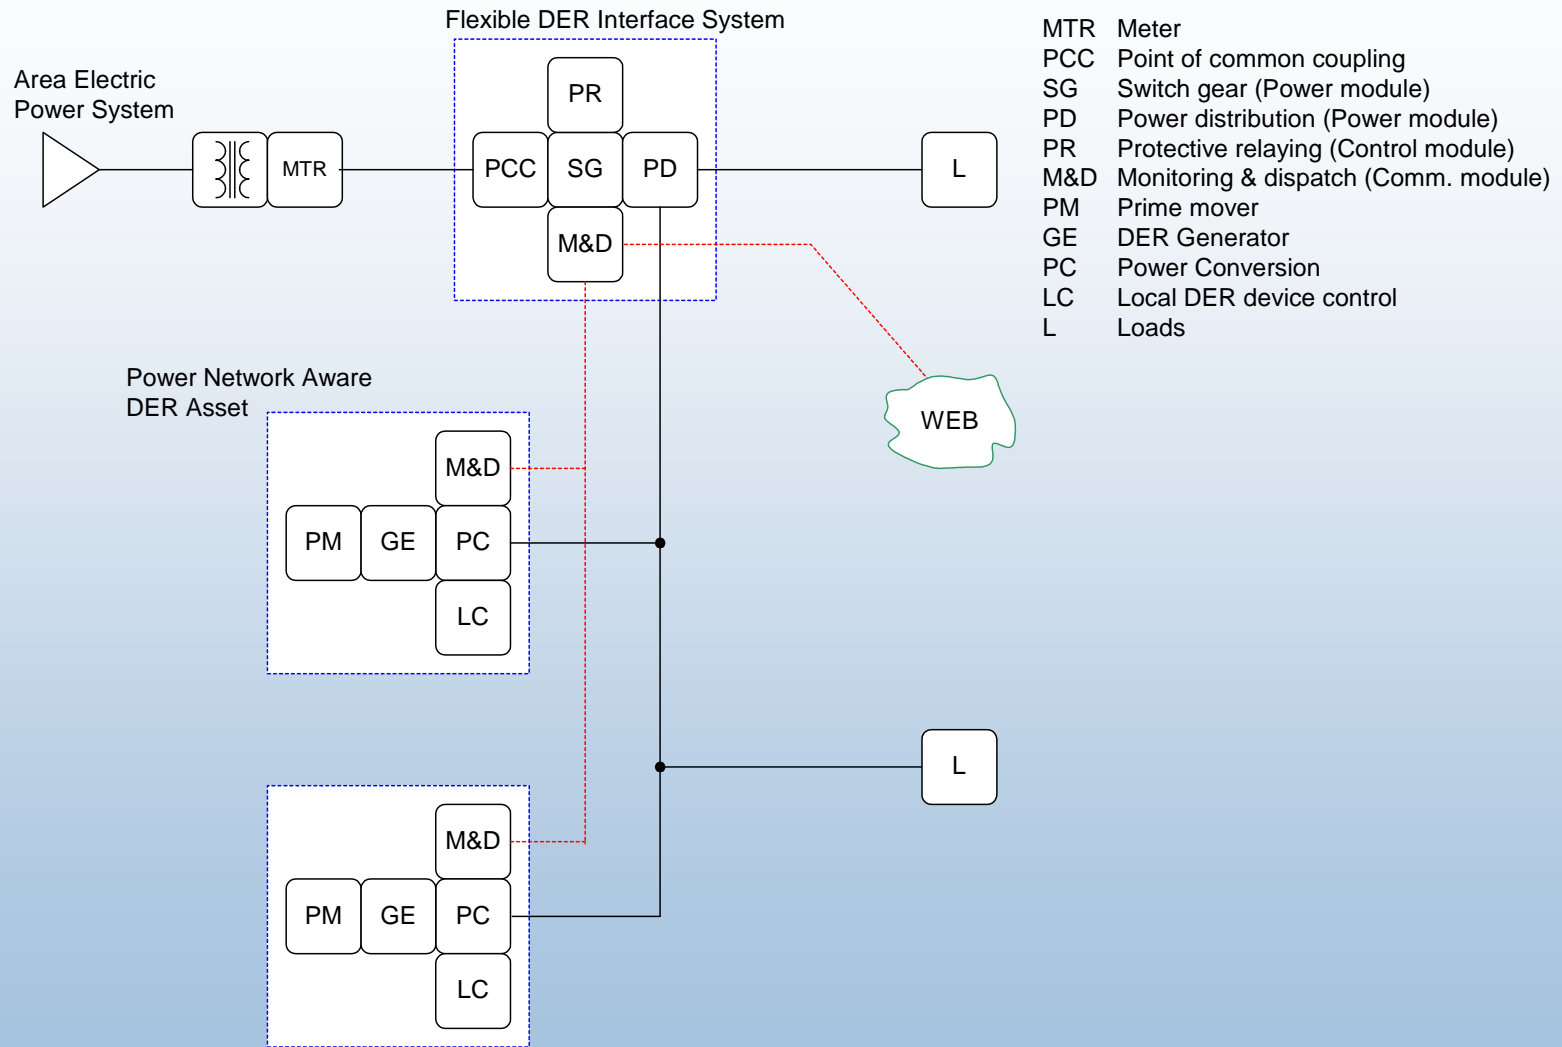 Flexible DER Interface System
Area Electric
Power System
MTR
PR
PCC
SG
PD
M&D
L
MTR Meter
PCC Point of common coupling
SG Switch gear (Power module)
PD Power distribution (Power module)
PR Protective relaying (Control module)
M&D Monitoring & dispatch (Comm. module)
PM Prime mover
GE DER Generator
PC Power Conversion
LC Local DER device control
L Loads
WEB
Power Network Aware
DER Asset
M&D
PM
GE
PC
LC
L
M&D
PM
GE
PC
LC